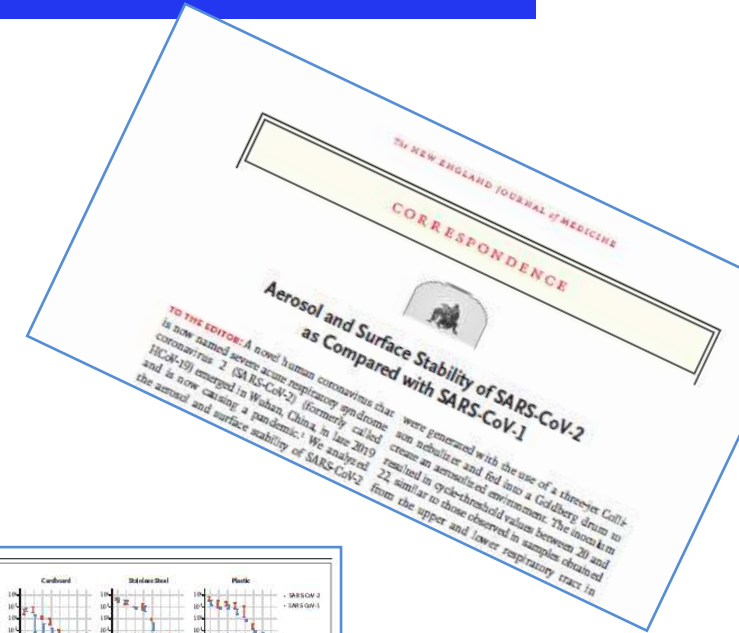 The NEW ENGLAND JOURNAL of MEDICINE
CORRESPONDENCE
Aerosol and Surface Stability of SARS-CoV-2
as Compared with SARS-CoV-1
TO THE EDITOR: A novel human coronavirus that
is now named severe acute respiratory syndrome
coronavirus 2 (SARS-CoV-2) (formerly called
HCoV-19) emerged in Wuhan, China, in late 2019
and is now causing a pandemic.¹ We analyzed
the aerosol and surface stability of SARS-CoV-2
were generated with the use of a three-jet Colli-
son nebulizer and fed into a Goldberg drum to
create an aerosolized environment. The inoculum
resulted in cycle-threshold values between 20 and
22, similar to those observed in samples obtained
from the upper and lower respiratory tract in
Cardboard
Stainless Steel
Plastic
SARS-CoV-2
SARS-CoV-1